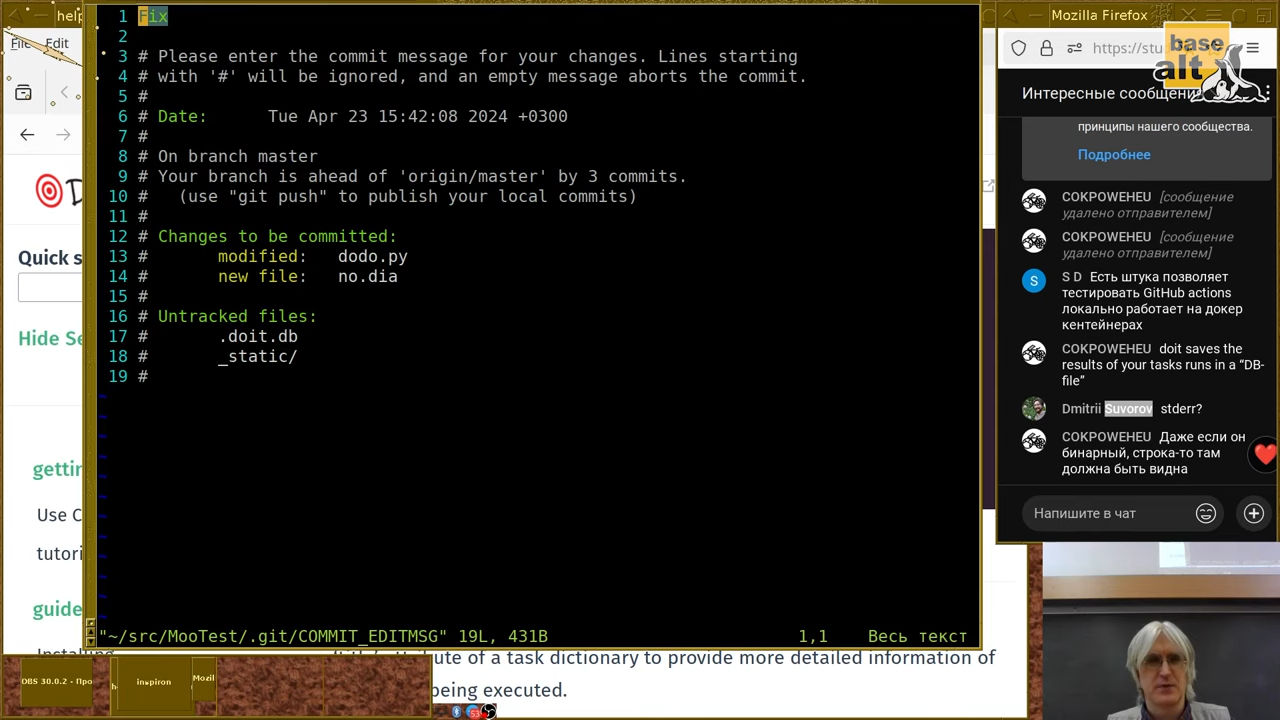 help
File Edit
Quick s
Hide Se
gettin
Use C
tutori
guide
Installing
1 Fix
2
3 # Please enter the commit message for your changes. Lines starting
4 # with '#' will be ignored, and an empty message aborts the commit.
5 #
6 # Date:      Tue Apr 23 15:42:08 2024 +0300
7 #
8 # On branch master
9 # Your branch is ahead of 'origin/master' by 3 commits.
10 #   (use "git push" to publish your local commits)
11 #
12 # Changes to be committed:
13 #       modified:   dodo.py
14 #       new file:   no.dia
15 #
16 # Untracked files:
17 #       .doit.db
18 #       _static/
19 #
~
~
~
~
~
~
~
~
~
~
~
~
"~/src/MooTest/.git/COMMIT_EDITMSG" 19L, 431B 1,1 Весь текст
ute of a task dictionary to provide more detailed information of
being executed.
OBS 30.0.2 - Про
h-
inspiron
Mozil
53
Mozilla Firefox
https://stu
base
alt
Интересные сообщени
принципы нашего сообщества.
Подробнее
COKPOWEHEU [сообщение
удалено отправителем]
COKPOWEHEU [сообщение
удалено отправителем]
S
S D Есть штука позволяет
тестировать GitHub actions
локально работает на докер
кентейнерах
COKPOWEHEU doit saves the
results of your tasks runs in a “DB-
file”
Dmitrii Suvorov stderr?
COKPOWEHEU Даже если он
бинарный, строка-то там
должна быть видна
Напишите в чат